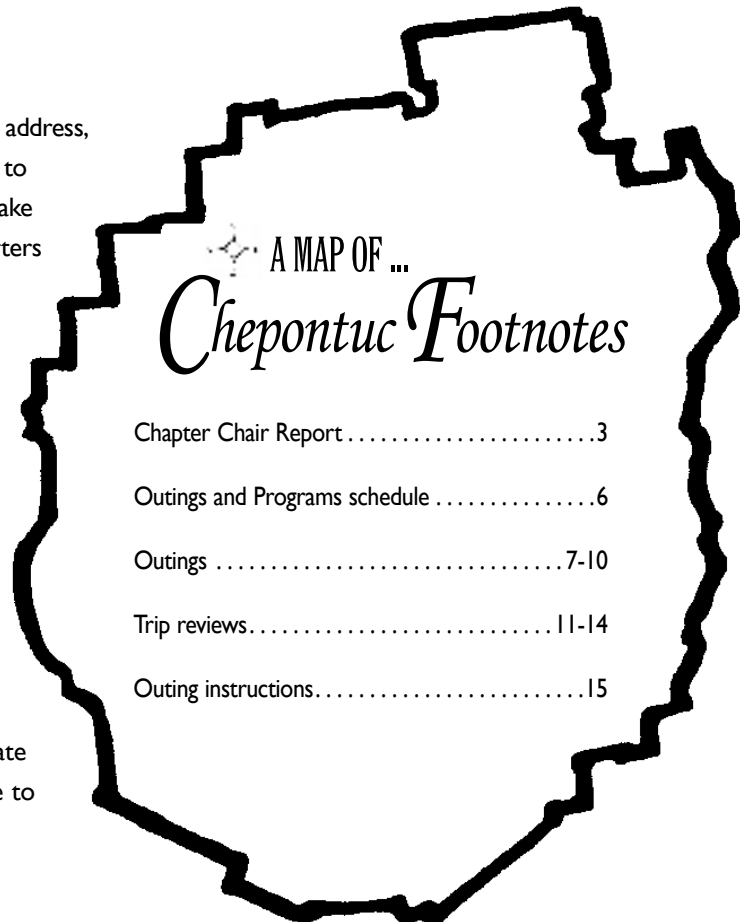 address,
to
ake
ters
A MAP OF ...
Chepontuc Footnotes
Chapter Chair Report . . . . . . . . . . . . . . . . . . . . . . . .3
Outings and Programs schedule . . . . . . . . . . . . . . .6
Outings . . . . . . . . . . . . . . . . . . . . . . . . . . . . . . . . .7-10
Trip reviews. . . . . . . . . . . . . . . . . . . . . . . . . . . . .11-14
Outing instructions. . . . . . . . . . . . . . . . . . . . . . . . .15
ate
e to